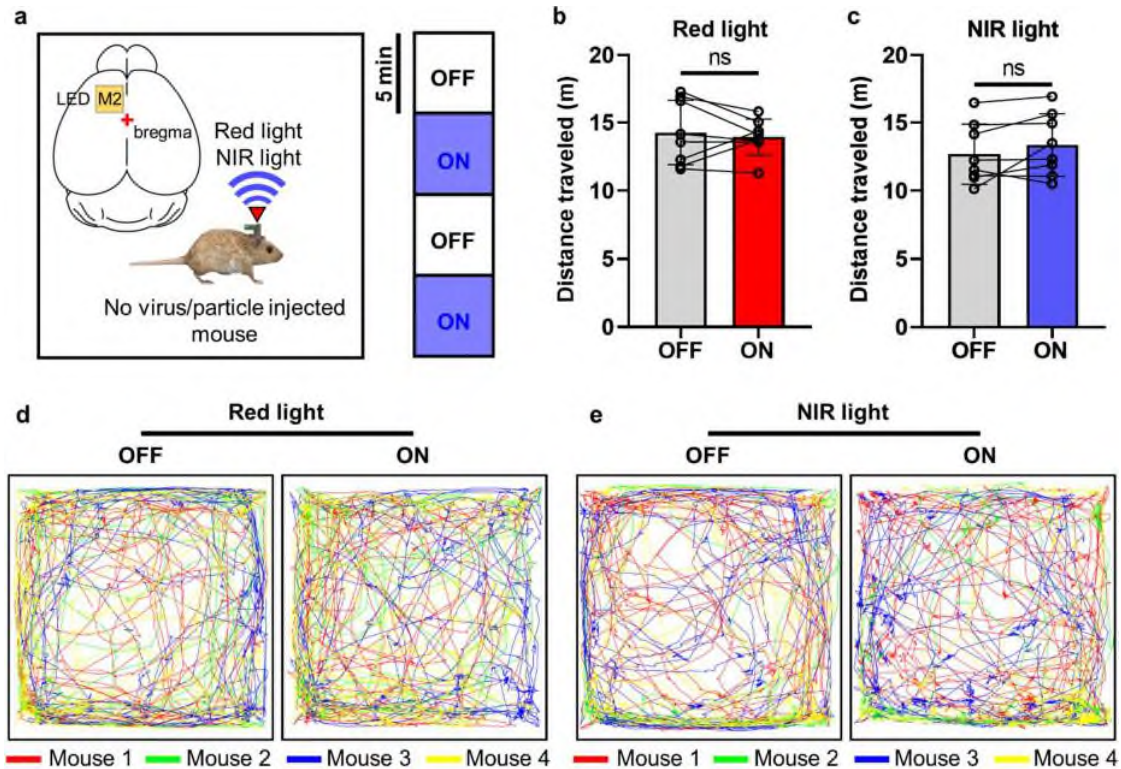 a
LED M2
bregma
Red light
NIR light
No virus/particle injected
mouse
5 min
OFF
ON
OFF
ON
b
Red light
ns
Distance traveled (m)
20
15
10
5
0
OFF ON
c
NIR light
ns
Distance traveled (m)
20
15
10
5
0
OFF ON
d
Red light
OFF ON
Mouse 1 Mouse 2 Mouse 3 Mouse 4
e
NIR light
OFF ON
Mouse 1 Mouse 2 Mouse 3 Mouse 4